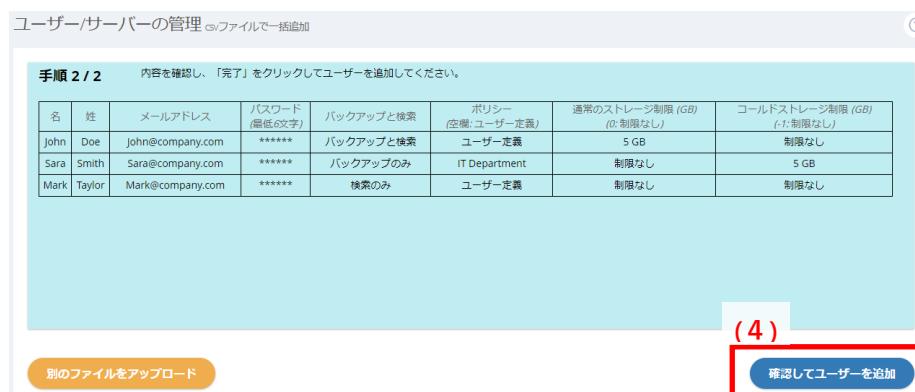 ユーザー/サーバーの管理 csvファイルで一括追加
手順 2 / 2 内容を確認し、「完了」をクリックしてユーザーを追加してください。
名 姓 メールアドレス パスワード (最低6文字) バックアップと検索 ポリシー (空欄: ユーザー定義) 通常のストレージ制限 (GB) (0: 制限なし) コールドストレージ制限 (GB) (-1: 制限なし)
John Doe John@company.com ****** バックアップと検索 ユーザー定義 5 GB 制限なし
Sara Smith Sara@company.com ****** バックアップのみ IT Department 制限なし 5 GB
Mark Taylor Mark@company.com ****** 検索のみ ユーザー定義 制限なし 制限なし
(4)
別のファイルをアップロード 確認してユーザーを追加